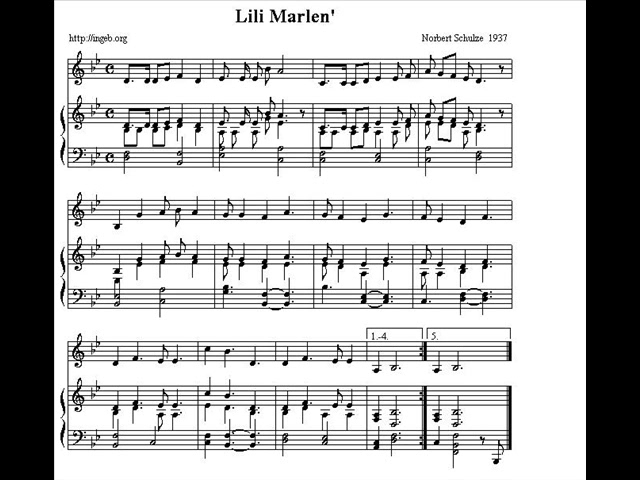 Lili Marlen'
http://ingeb.org
Norbert Schulze 1937
1.-4.
5.